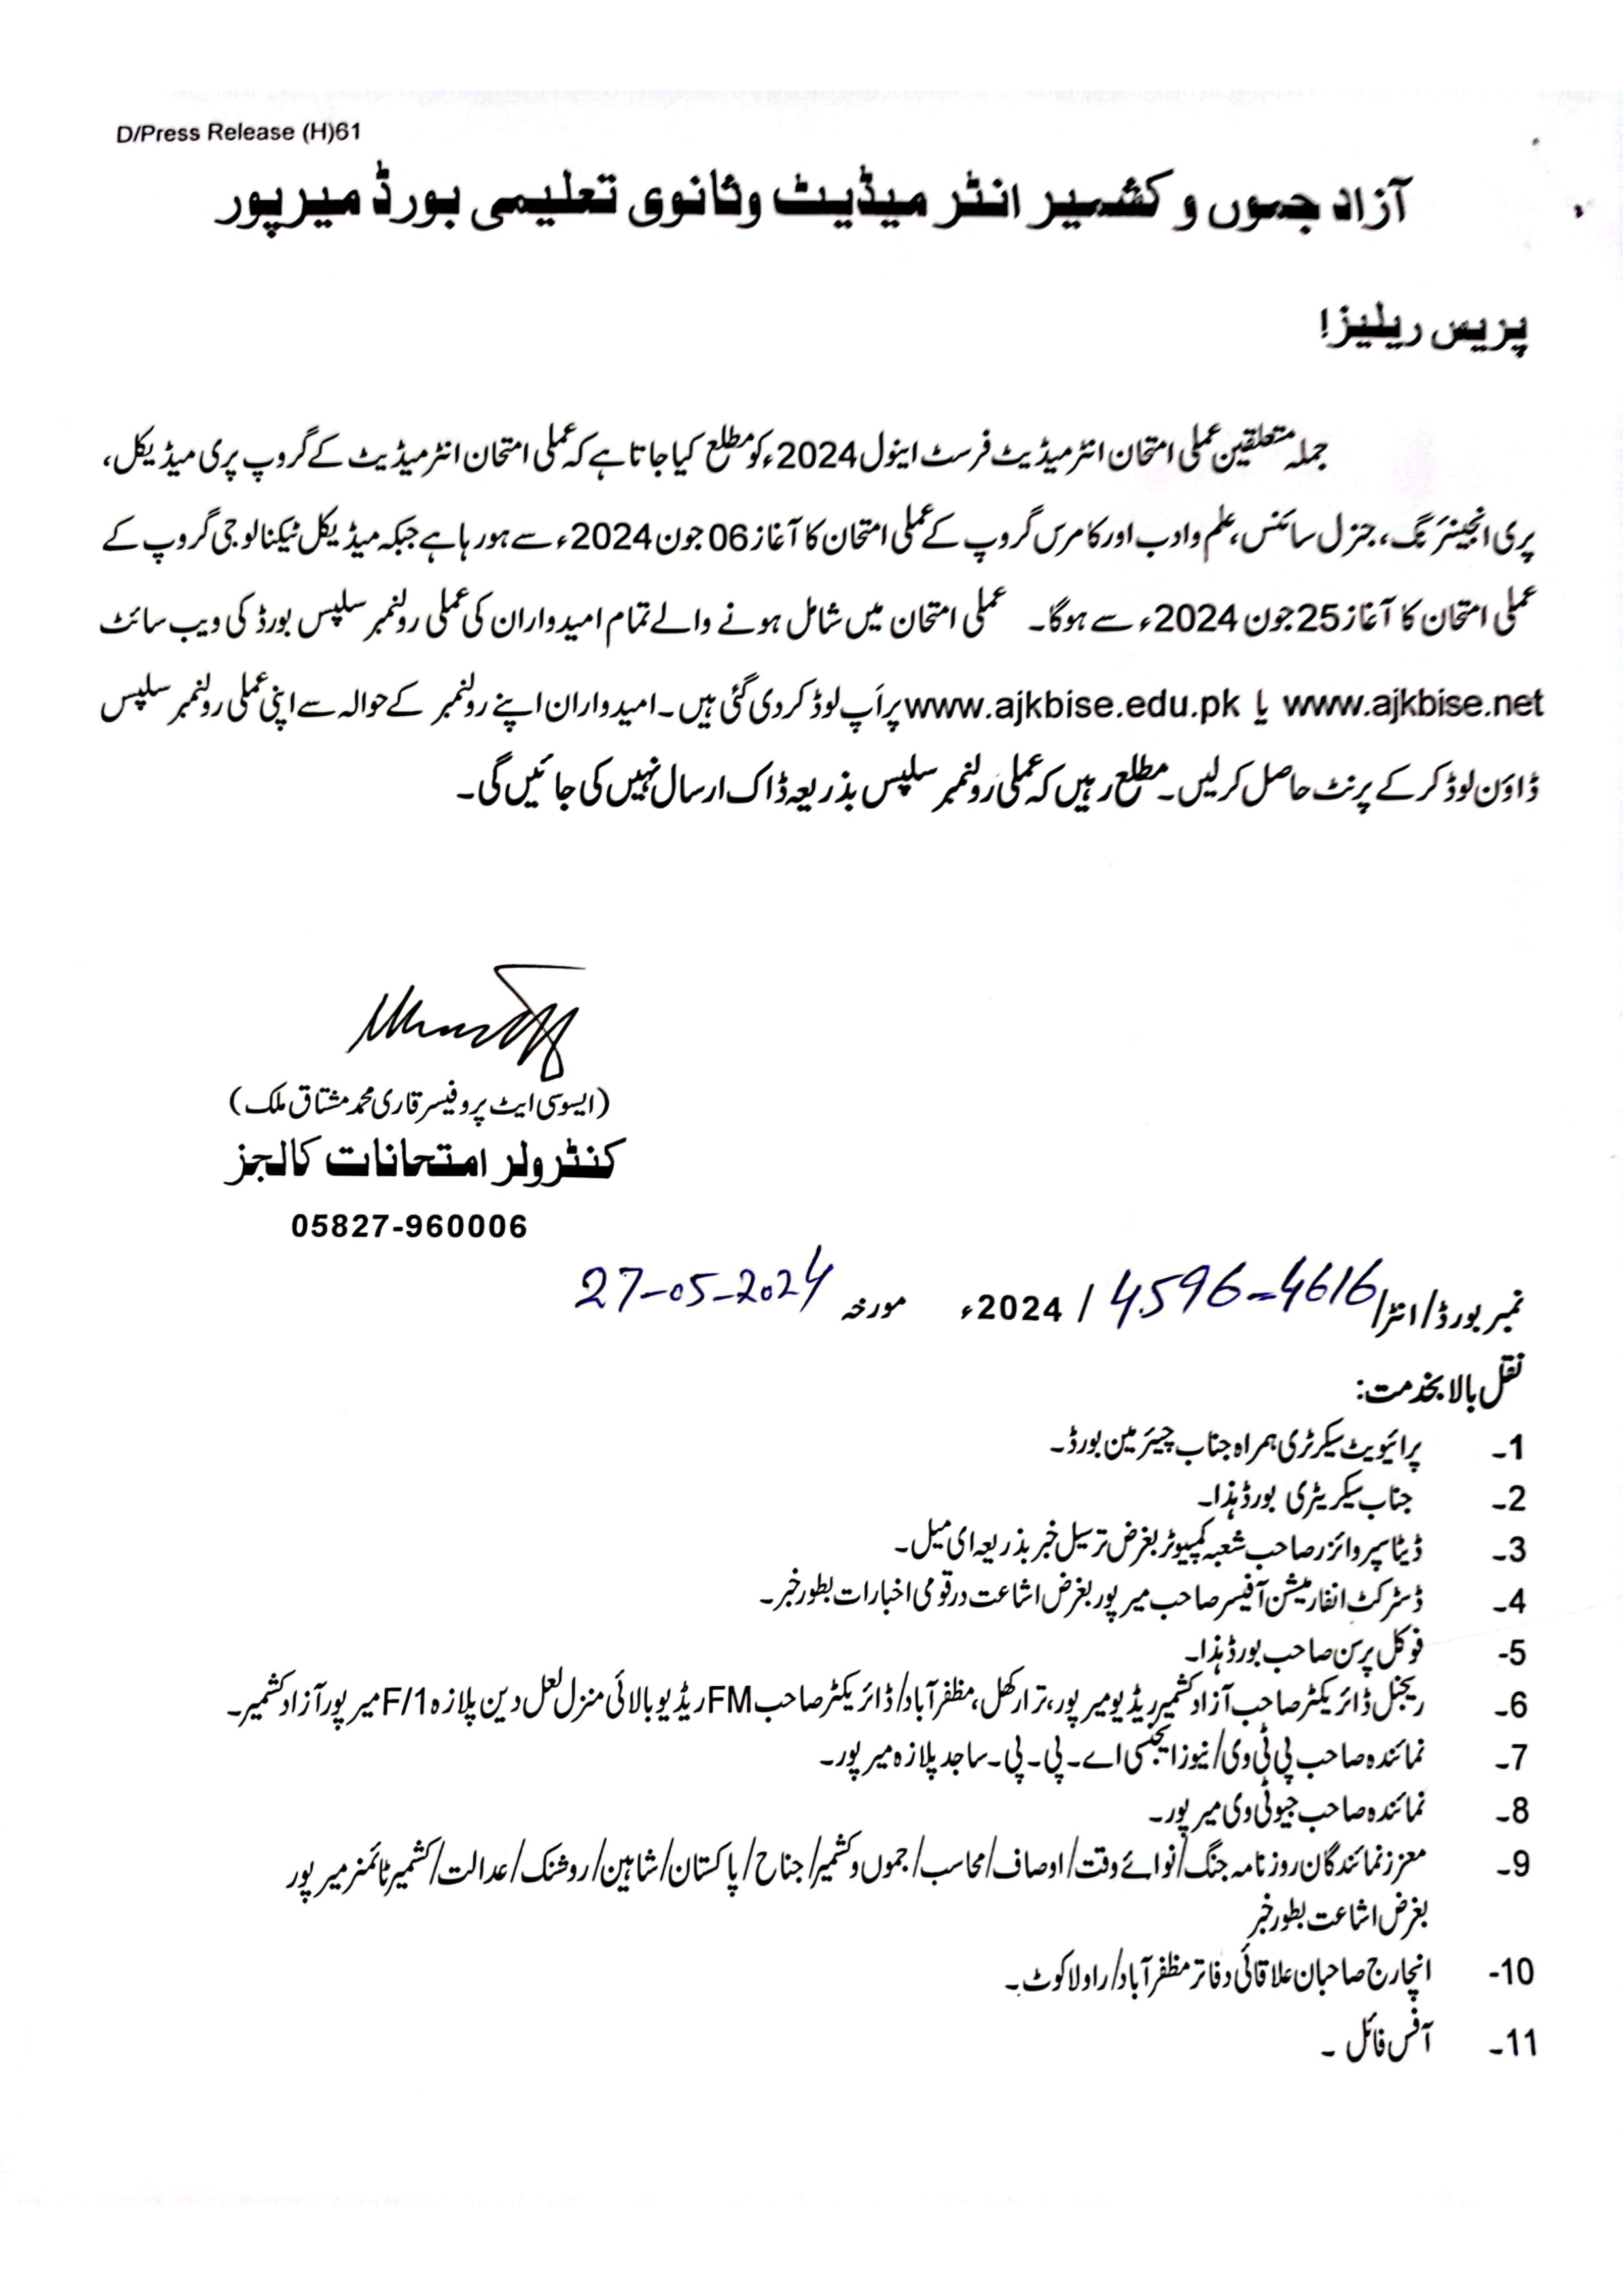 D/Press Release (H)61
آزاد جموں و کشمیر انٹر میڈیٹ وثانوی تعلیمی بورڈ میرپور
پریس ریلیز!
جملہ متعلقین عملی امتحان انٹرمیڈیٹ فرسٹ اینول 2024ء کو مطلع کیا جاتا ہے کہ عملی امتحان انٹرمیڈیٹ کے گروپ پری میڈیکل،
پری انجینئرنگ، جنرل سائنس، علم وادب اور کامرس گروپ کے عملی امتحان کا آغاز 06 جون 2024ء سے ہورہا ہے جبکہ میڈیکل ٹیکنالوجی گروپ کے
عملی امتحان کا آغاز 25 جون 2024ء سے ہوگا۔ عملی امتحان میں شامل ہونے والے تمام امیدواران کی عملی رولنمبر سلپس بورڈ کی ویب سائٹ
www.ajkbise.net یا www.ajkbise.edu.pk پر اَپ لوڈ کردی گئی ہیں۔ امیدواران اپنے رولنمبر کے حوالہ سے اپنی عملی رولنمبر سلپس
ڈاؤن لوڈ کرکے پرنٹ حاصل کرلیں۔ مطلع رہیں کہ عملی رولنمبر سلپس بذریعہ ڈاک ارسال نہیں کی جائیں گی۔
(ایسوسی ایٹ پروفیسر قاری محمد مشتاق ملک)
کنٹرولر امتحانات کالجز
05827-960006
نمبر بورڈ/انٹر/ 4596-4616 / 2024ء مورخہ 27-05-2024
نقل بالا بخدمت:
1۔ پرائیویٹ سیکرٹری ہمراہ جناب چیئرمین بورڈ۔
2۔ جناب سیکریٹری بورڈ ہذا۔
3۔ ڈیٹا سپروائزر صاحب شعبہ کمپیوٹر بغرض ترسیل خبر بذریعہ ای میل۔
4۔ ڈسٹرکٹ انفارمیشن آفیسر صاحب میرپور بغرض اشاعت درقومی اخبارات بطور خبر۔
5- فوکل پرسن صاحب بورڈ ہذا۔
6۔ ریجنل ڈائریکٹر صاحب آزاد کشمیر ریڈیو میرپور، تراڑکھل، مظفرآباد/ڈائریکٹر صاحب FM ریڈیو بالائی منزل لعل دین پلازہ F/1 میرپور آزاد کشمیر۔
7۔ نمائندہ صاحب پی ٹی وی/نیوز ایجنسی اے۔پی۔پی۔ساجد پلازہ میرپور۔
8۔ نمائندہ صاحب جیو ٹی وی میرپور۔
9۔ معزز نمائندگان روزنامہ جنگ/نوائے وقت/اوصاف/محاسب/جموں وکشمیر/جناح/پاکستان/شاہین/روشنک/عدالت/کشمیر ٹائمنر میرپور
بغرض اشاعت بطور خبر
10- انچارج صاحبان علاقائی دفاتر مظفرآباد/راولاکوٹ۔
11۔ آفس فائل ۔